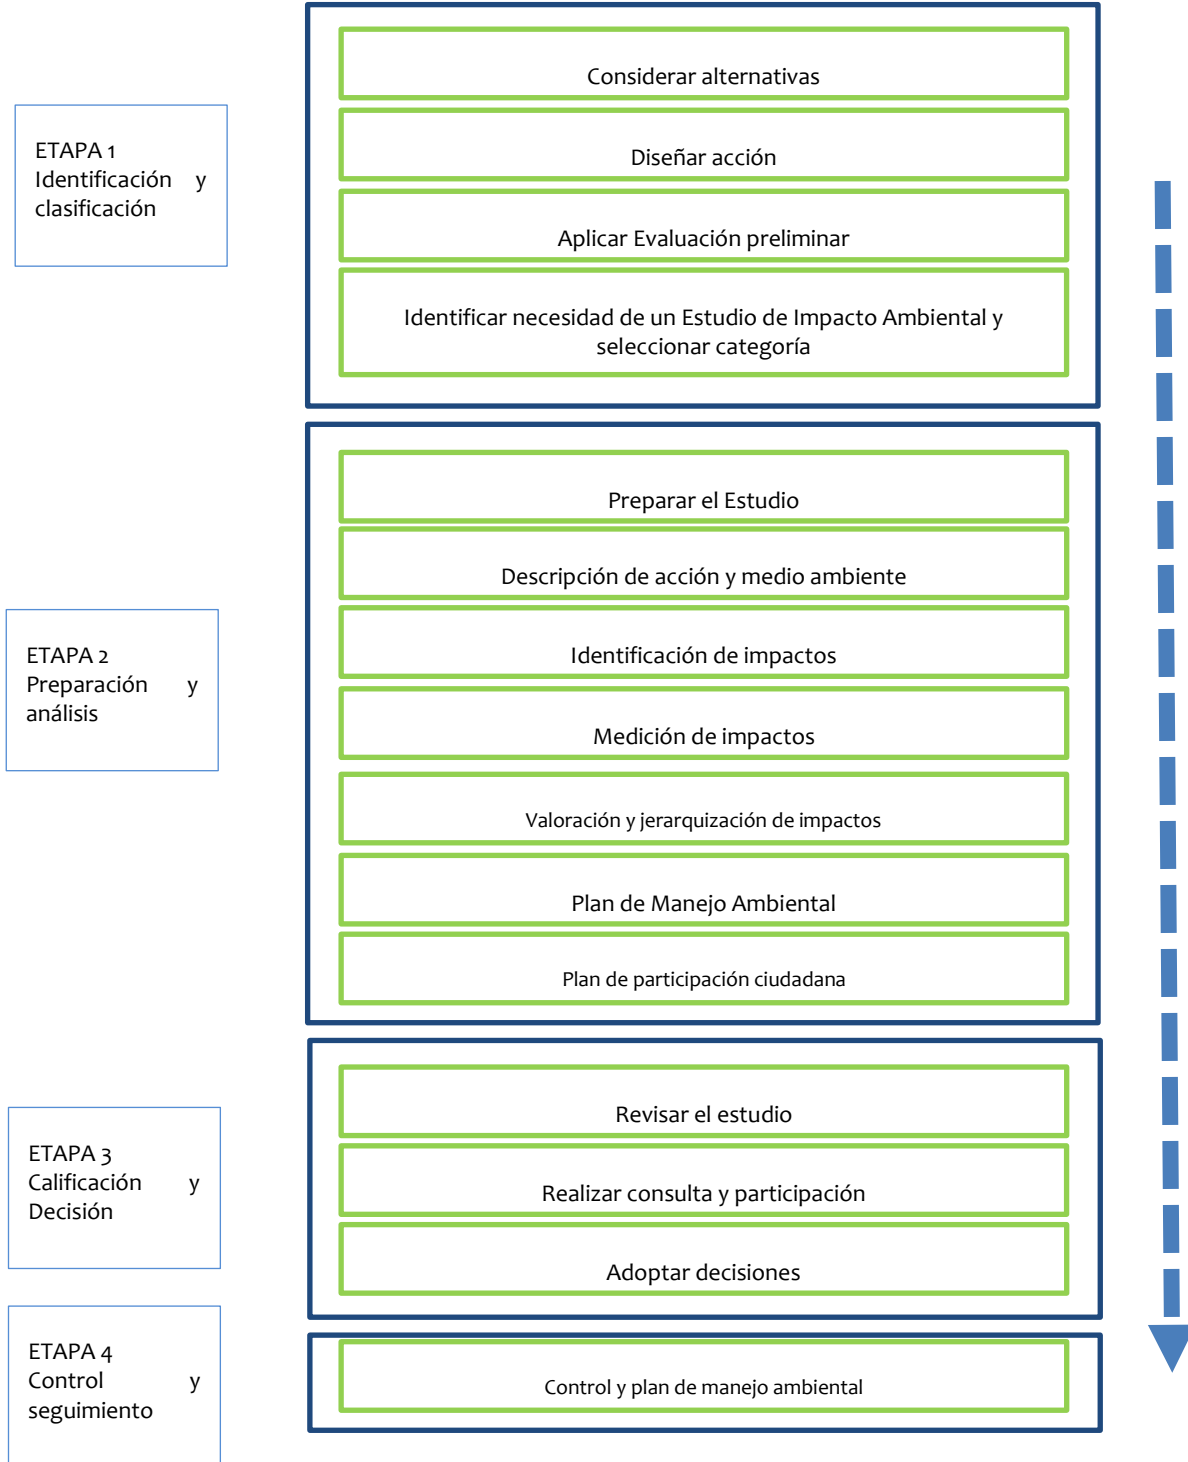 ETAPA 1
Identificación y
clasificación
Considerar alternativas
Diseñar acción
Aplicar Evaluación preliminar
Identificar necesidad de un Estudio de Impacto Ambiental y
seleccionar categoría
ETAPA 2
Preparación y
análisis
Preparar el Estudio
Descripción de acción y medio ambiente
Identificación de impactos
Medición de impactos
Valoración y jerarquización de impactos
Plan de Manejo Ambiental
Plan de participación ciudadana
ETAPA 3
Calificación y
Decisión
Revisar el estudio
Realizar consulta y participación
Adoptar decisiones
ETAPA 4
Control y
seguimiento
Control y plan de manejo ambiental